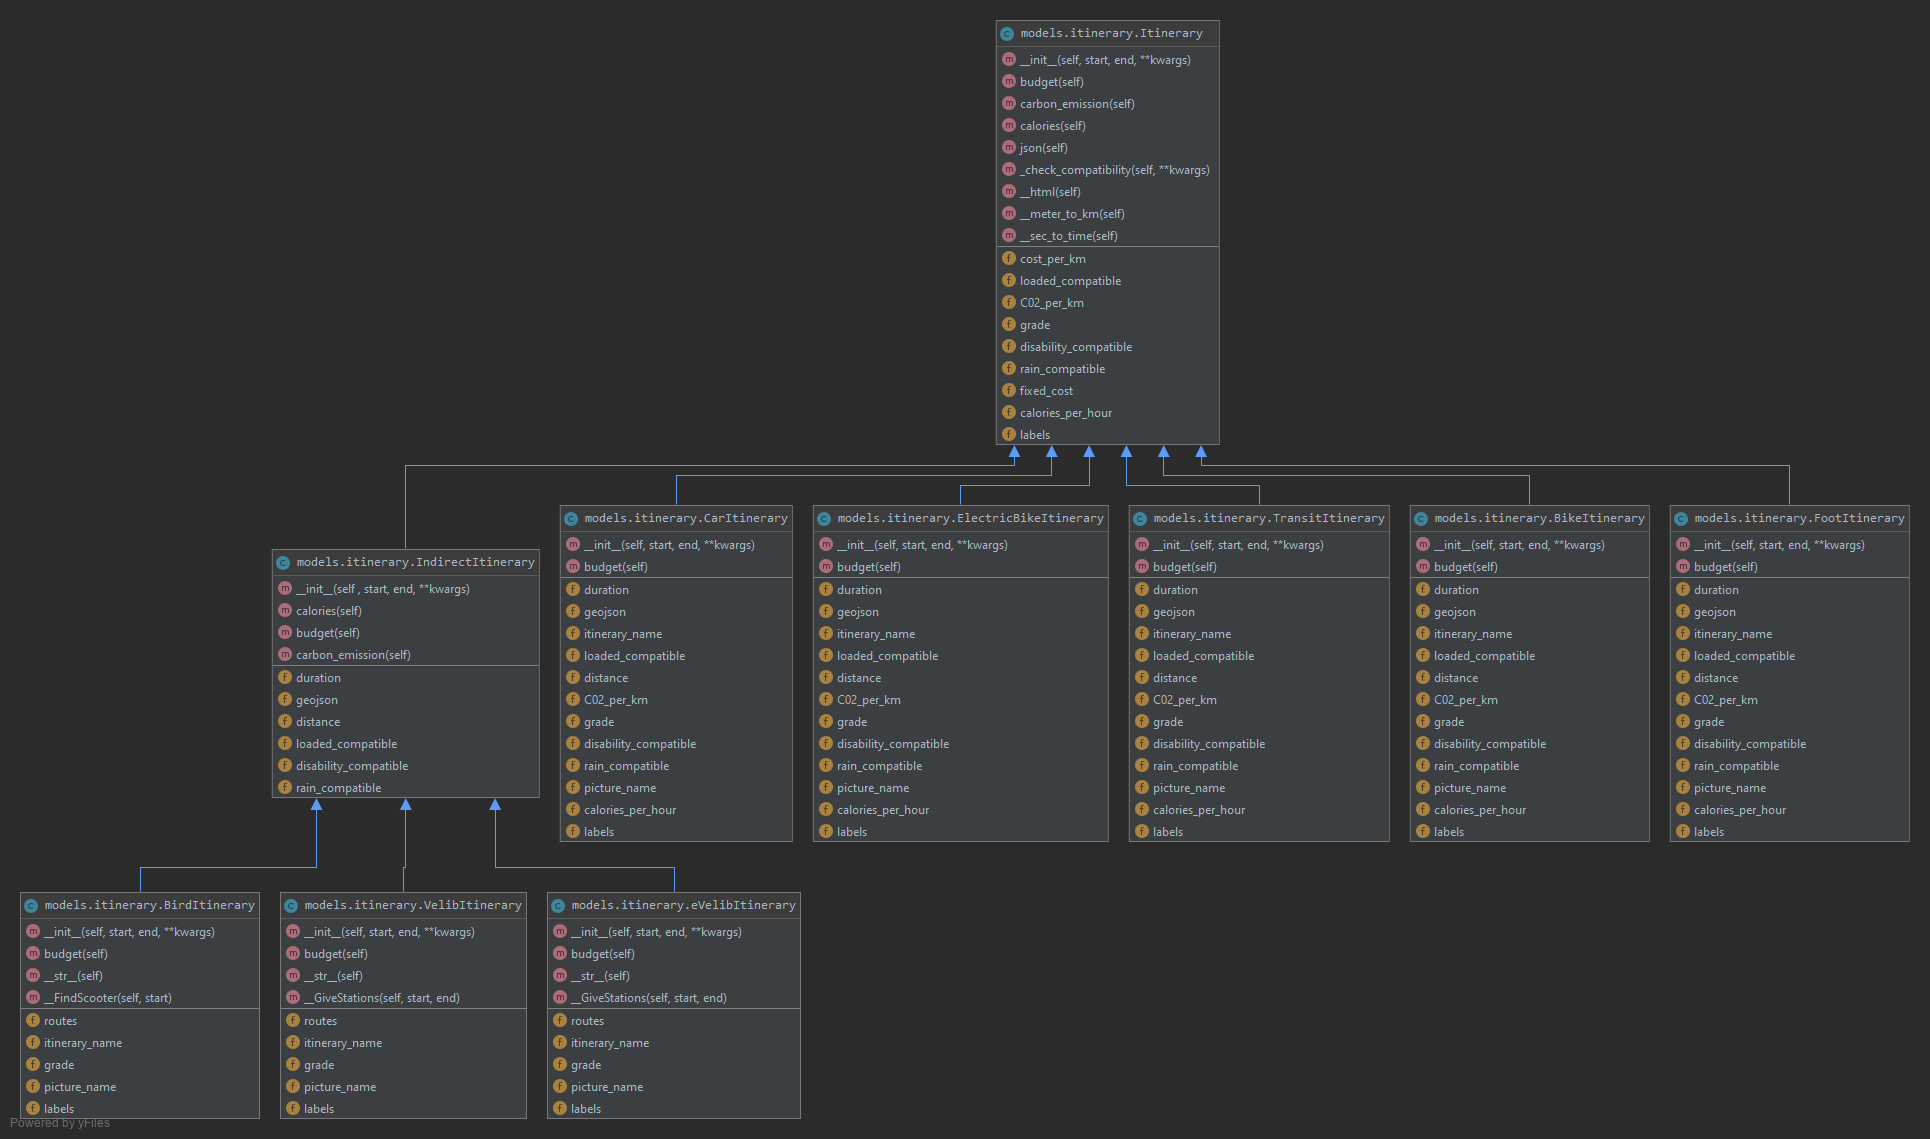 models.itinerary.Itinerary
__init__(self, start, end, **kwargs)
budget(self)
carbon_emission(self)
calories(self)
json(self)
_check_compatibility(self, **kwargs)
__html(self)
__meter_to_km(self)
__sec_to_time(self)
cost_per_km
loaded_compatible
C02_per_km
grade
disability_compatible
rain_compatible
fixed_cost
calories_per_hour
labels
models.itinerary.IndirectItinerary
__init__(self , start, end, **kwargs)
calories(self)
budget(self)
carbon_emission(self)
duration
geojson
distance
loaded_compatible
disability_compatible
rain_compatible
models.itinerary.CarItinerary
__init__(self, start, end, **kwargs)
budget(self)
duration
geojson
itinerary_name
loaded_compatible
distance
C02_per_km
grade
disability_compatible
rain_compatible
picture_name
calories_per_hour
labels
models.itinerary.ElectricBikeItinerary
__init__(self, start, end, **kwargs)
budget(self)
duration
geojson
itinerary_name
loaded_compatible
distance
C02_per_km
grade
disability_compatible
rain_compatible
picture_name
calories_per_hour
labels
models.itinerary.TransitItinerary
__init__(self, start, end, **kwargs)
budget(self)
duration
geojson
itinerary_name
loaded_compatible
distance
C02_per_km
grade
disability_compatible
rain_compatible
picture_name
calories_per_hour
labels
models.itinerary.BikeItinerary
__init__(self, start, end, **kwargs)
budget(self)
duration
geojson
itinerary_name
loaded_compatible
distance
C02_per_km
grade
disability_compatible
rain_compatible
picture_name
calories_per_hour
labels
models.itinerary.FootItinerary
__init__(self, start, end, **kwargs)
budget(self)
duration
geojson
itinerary_name
loaded_compatible
distance
C02_per_km
grade
disability_compatible
rain_compatible
picture_name
calories_per_hour
labels
models.itinerary.BirdItinerary
__init__(self, start, end, **kwargs)
budget(self)
__str__(self)
__FindScooter(self, start)
routes
itinerary_name
grade
picture_name
labels
models.itinerary.VelibItinerary
__init__(self, start, end, **kwargs)
budget(self)
__str__(self)
__GiveStations(self, start, end)
routes
itinerary_name
grade
picture_name
labels
models.itinerary.eVelibItinerary
__init__(self, start, end, **kwargs)
budget(self)
__str__(self)
__GiveStations(self, start, end)
routes
itinerary_name
grade
picture_name
labels
Powered by yFiles